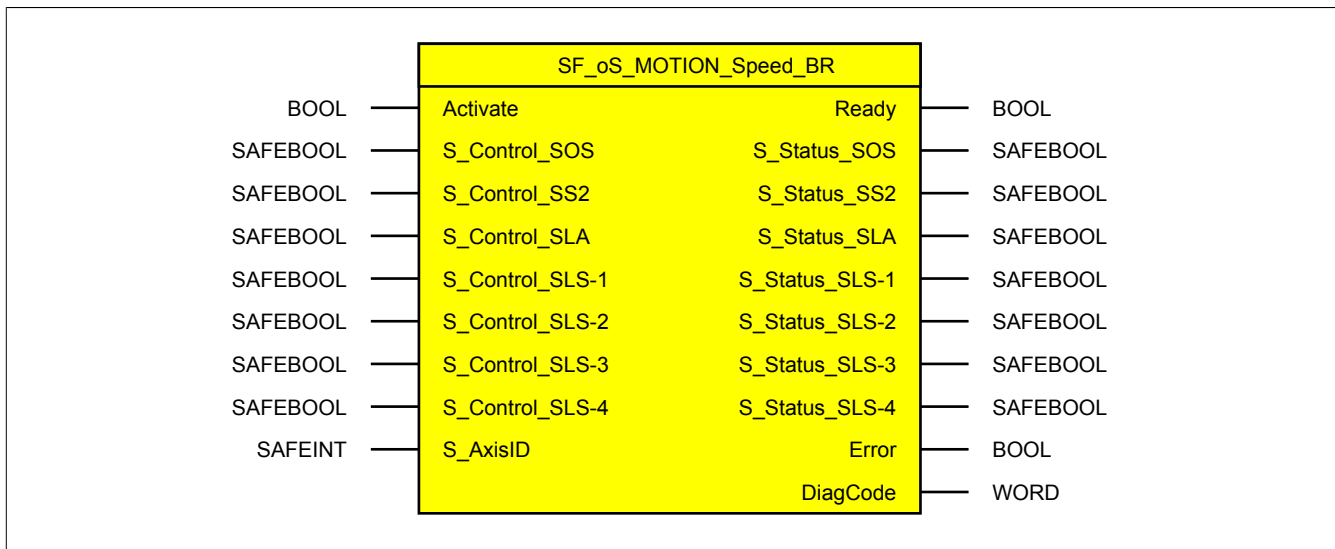 SF_oS_MOTION_Speed_BR
BOOL Activate Ready BOOL
SAFEBOOL S_Control_SOS S_Status_SOS SAFEBOOL
SAFEBOOL S_Control_SS2 S_Status_SS2 SAFEBOOL
SAFEBOOL S_Control_SLA S_Status_SLA SAFEBOOL
SAFEBOOL S_Control_SLS-1 S_Status_SLS-1 SAFEBOOL
SAFEBOOL S_Control_SLS-2 S_Status_SLS-2 SAFEBOOL
SAFEBOOL S_Control_SLS-3 S_Status_SLS-3 SAFEBOOL
SAFEBOOL S_Control_SLS-4 S_Status_SLS-4 SAFEBOOL
SAFEINT S_AxisID Error BOOL
DiagCode WORD